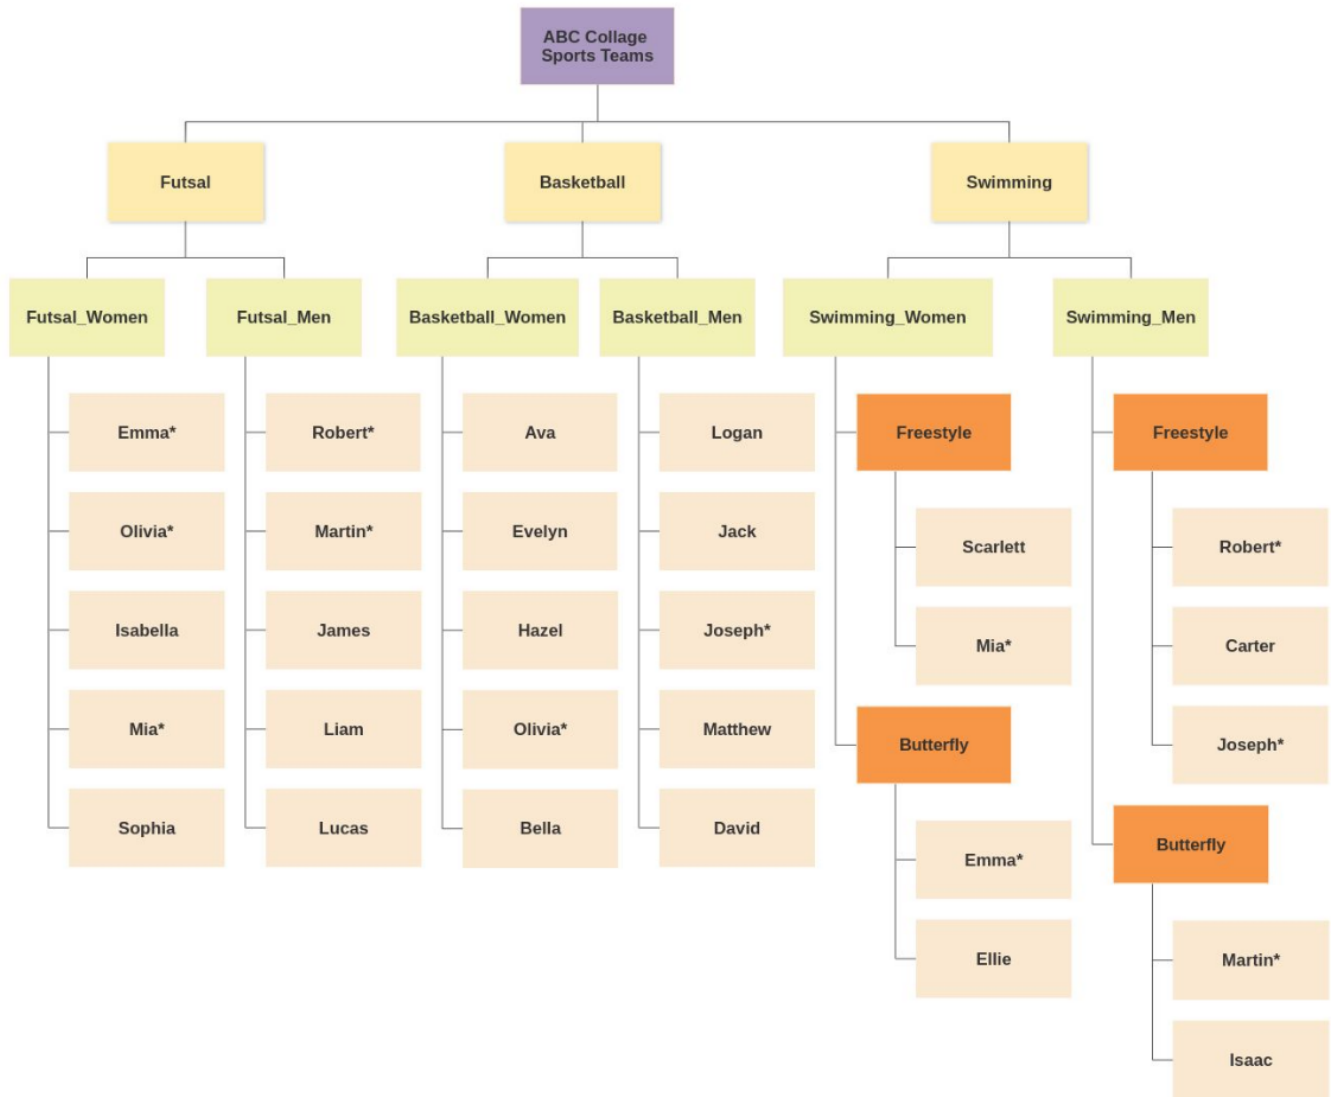 ABC Collage
Sports Teams
Futsal
Basketball
Swimming
Futsal_Women
Futsal_Men
Basketball_Women
Basketball_Men
Swimming_Women
Swimming_Men
Emma*
Olivia*
Isabella
Mia*
Sophia
Robert*
Martin*
James
Liam
Lucas
Ava
Evelyn
Hazel
Olivia*
Bella
Logan
Jack
Joseph*
Matthew
David
Freestyle
Scarlett
Mia*
Butterfly
Emma*
Ellie
Freestyle
Robert*
Carter
Joseph*
Butterfly
Martin*
Isaac